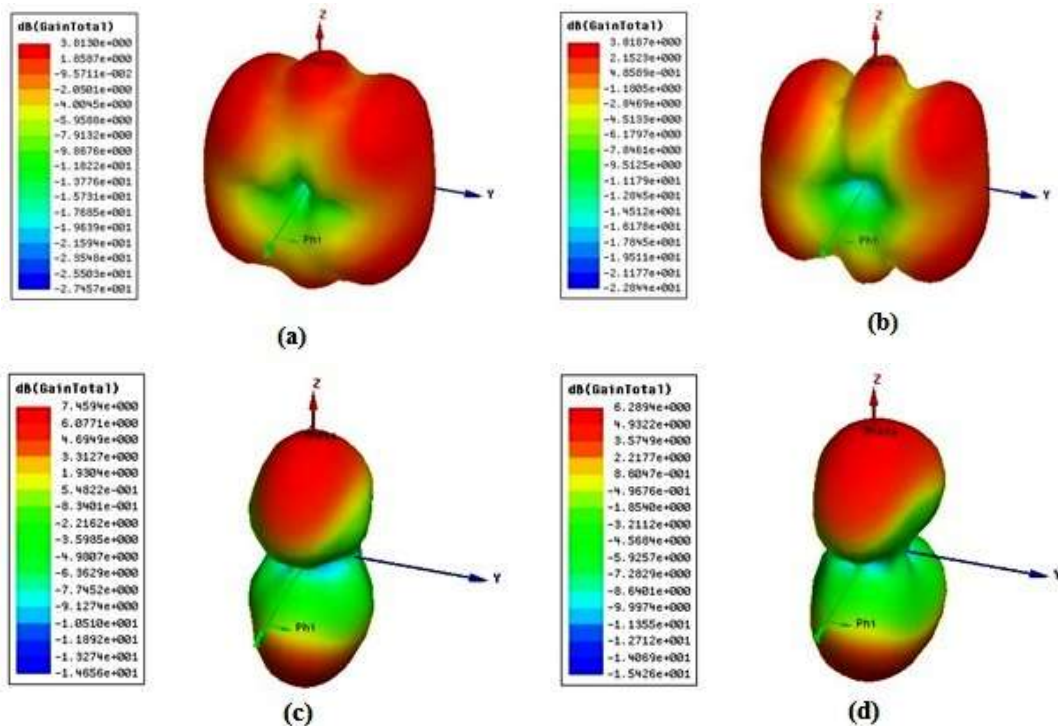 dB(GainTotal)
3.8130e+000
1.8587e+000
-9.5711e-002
-2.0501e+000
-4.0045e+000
-5.9588e+000
-7.9132e+000
-9.8676e+000
-1.1822e+001
-1.3776e+001
-1.5731e+001
-1.7685e+001
-1.9639e+001
-2.1594e+001
-2.3548e+001
-2.5503e+001
-2.7457e+001
Z
Y
Phi
(a)
dB(GainTotal)
3.8187e+000
2.1523e+000
4.8589e-001
-1.1805e+000
-2.8469e+000
-4.5133e+000
-6.1797e+000
-7.8461e+000
-9.5125e+000
-1.1179e+001
-1.2845e+001
-1.4512e+001
-1.6178e+001
-1.7845e+001
-1.9511e+001
-2.1177e+001
-2.2844e+001
Z
Y
Phi
(b)
dB(GainTotal)
7.4594e+000
6.0771e+000
4.6949e+000
3.3127e+000
1.9304e+000
5.4822e-001
-8.3401e-001
-2.2162e+000
-3.5985e+000
-4.9807e+000
-6.3629e+000
-7.7452e+000
-9.1274e+000
-1.0510e+001
-1.1892e+001
-1.3274e+001
-1.4656e+001
Z
Y
Phi
(c)
dB(GainTotal)
6.2894e+000
4.9322e+000
3.5749e+000
2.2177e+000
8.6047e-001
-4.9676e-001
-1.8540e+000
-3.2112e+000
-4.5684e+000
-5.9257e+000
-7.2829e+000
-8.6401e+000
-9.9974e+000
-1.1355e+001
-1.2712e+001
-1.4069e+001
-1.5426e+001
Z
Y
Phi
(d)